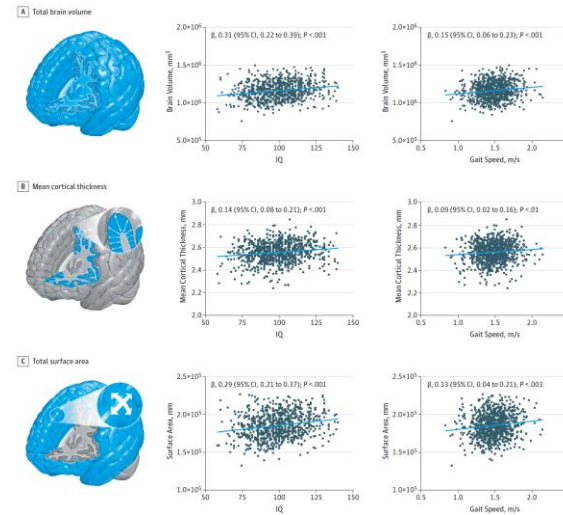 A Total brain volume
β, 0.31 (95% CI, 0.22 to 0.39); P <.001
Brain Volume, mm³
2.0×10⁶
1.5×10⁶
1.0×10⁶
5.0×10⁵
50 75 100 125 150
IQ
β, 0.15 (95% CI, 0.06 to 0.23); P <.001
Brain Volume, mm³
2.0×10⁶
1.5×10⁶
1.0×10⁶
5.0×10⁵
0.5 1.0 1.5 2.0
Gait Speed, m/s
B Mean cortical thickness
β, 0.14 (95% CI, 0.08 to 0.21); P <.001
Mean Cortical Thickness, mm
3.0
2.8
2.6
2.4
2.2
2.0
50 75 100 125 150
IQ
β, 0.09 (95% CI, 0.02 to 0.16); P <.01
Mean Cortical Thickness, mm
3.0
2.8
2.6
2.4
2.2
2.0
0.5 1.0 1.5 2.0
Gait Speed, m/s
C Total surface area
β, 0.29 (95% CI, 0.21 to 0.37); P <.001
Surface Area, mm
2.5×10⁵
2.0×10⁵
1.5×10⁵
1.0×10⁵
50 75 100 125 150
IQ
β, 0.13 (95% CI, 0.04 to 0.21); P <.003
Surface Area, mm
2.5×10⁵
2.0×10⁵
1.5×10⁵
1.0×10⁵
0.5 1.0 1.5 2.0
Gait Speed, m/s